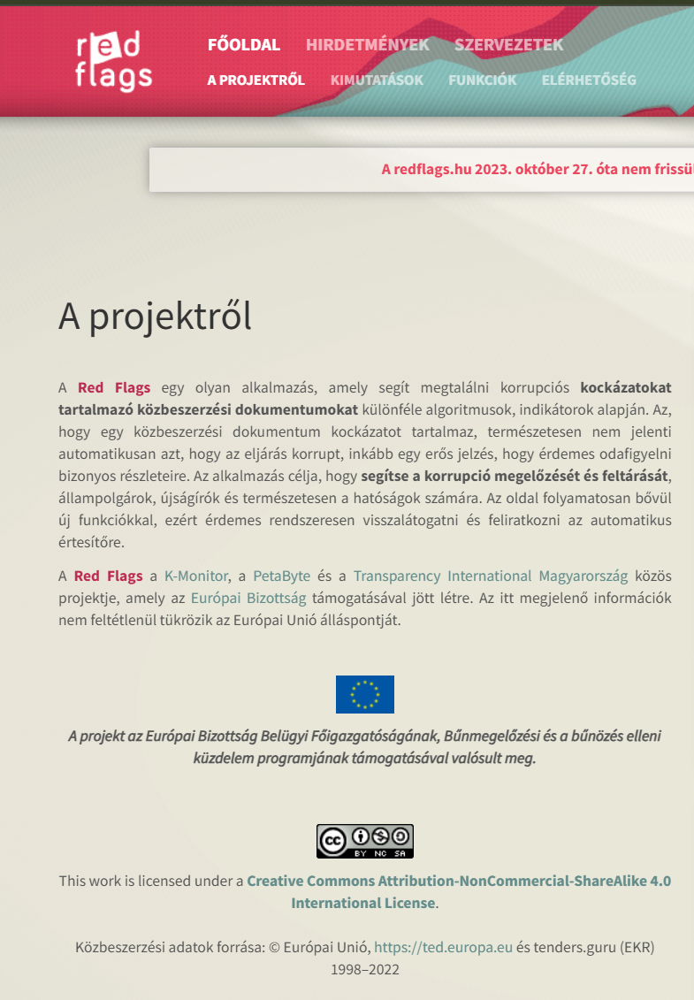 red
flags
FŐOLDAL HIRDETMÉNYEK SZERVEZETEK
A PROJEKTRŐL KIMUTATÁSOK FUNKCIÓK ELÉRHETŐSÉG
A redflags.hu 2023. október 27. óta nem
A projektről
A Red Flags egy olyan alkalmazás, amely segít megtalálni korrupciós kockázatokat
tartalmazó közbeszerzési dokumentumokat különféle algoritmusok, indikátorok alapján. Az,
hogy egy közbeszerzési dokumentum kockázatot tartalmaz, természetesen nem jelenti
automatikusan azt, hogy az eljárás korrupt, inkább egy erős jelzés, hogy érdemes odafigyelni
bizonyos részleteire. Az alkalmazás célja, hogy segítse a korrupció megelőzését és feltárását,
állampolgárok, újságírók és természetesen a hatóságok számára. Az oldal folyamatosan bővül
új funkciókkal, ezért érdemes rendszeresen visszalátogatni és feliratkozni az automatikus
értesítőre.
A Red Flags a K-Monitor, a PetaByte és a Transparency International Magyarország közös
projektje, amely az Európai Bizottság támogatásával jött létre. Az itt megjelenő információk
nem feltétlenül tükrözik az Európai Unió álláspontját.
A projekt az Európai Bizottság Belügyi Főigazgatóságának, Bűnmegelőzési és a bűnözés elleni
küzdelem programjának támogatásával valósult meg.
cc
BY NC SA
This work is licensed under a Creative Commons Attribution-NonCommercial-ShareAlike 4.0
International License.
Közbeszerzési adatok forrása: © Európai Unió, https://ted.europa.eu és tenders.guru (EKR)
1998–2022